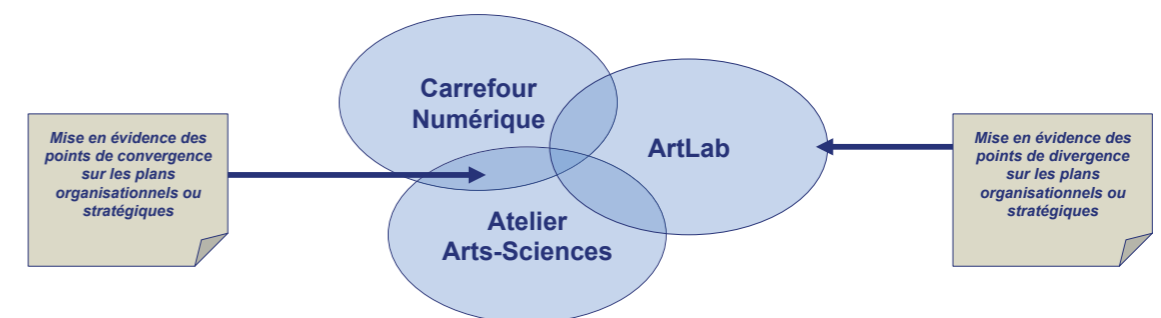 Carrefour
Numérique
ArtLab
Atelier
Arts-Sciences
Mise en évidence des
points de convergence
sur les plans
organisationnels ou
stratégiques
Mise en évidence des
points de divergence
sur les plans
organisationnels ou
stratégiques